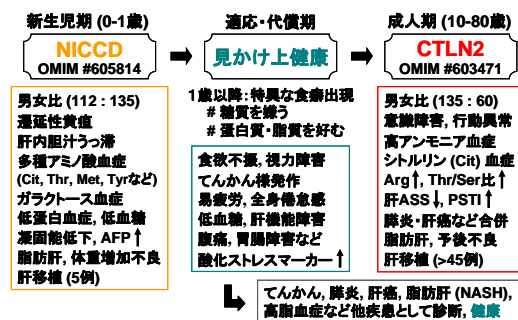 新生児期 (0-1歳)
NICCD
OMIM #605814
男女比 (112 : 135)
遷延性黄疸
肝内胆汁うっ滞
多種アミノ酸血症
(Cit, Thr, Met, Tyrなど)
ガラクトース血症
低蛋白血症, 低血糖
凝固能低下, AFP↑
脂肪肝, 体重増加不良
肝移植 (5例)
適応・代償期
見かけ上健康
1歳以降：特異な食癖出現
# 糖質を嫌う
# 蛋白質・脂質を好む
食欲不振, 視力障害
てんかん様発作
易疲労, 全身倦怠感
低血糖, 肝機能障害
腹痛, 胃腸障害など
酸化ストレスマーカー↑
成人期 (10-80歳)
CTLN2
OMIM #603471
男女比 (135 : 60)
意識障害, 行動異常
高アンモニア血症
シトルリン (Cit) 血症
Arg↑, Thr/Ser比↑
肝ASS↓, PSTI↑
膵炎・肝癌など合併
脂肪肝, 予後不良
肝移植 (>45例)
てんかん, 膵炎, 肝癌, 脂肪肝 (NASH),
高脂血症など他疾患として診断, 健康